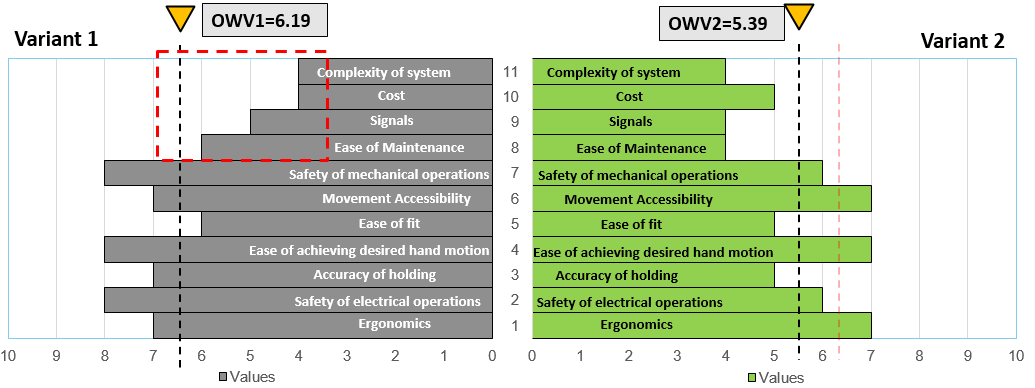 OWV1=6.19
OWV2=5.39
Variant 1
Variant 2
Complexity of system
Cost
Signals
Ease of Maintenance
Safety of mechanical operations
Movement Accessibility
Ease of fit
Ease of achieving desired hand motion
Accuracy of holding
Safety of electrical operations
Ergonomics
11
10
9
8
7
6
5
4
3
2
1
Complexity of system
Cost
Signals
Ease of Maintenance
Safety of mechanical operations
Movement Accessibility
Ease of fit
Ease of achieving desired hand motion
Accuracy of holding
Safety of electrical operations
Ergonomics
10 9 8 7 6 5 4 3 2 1 0
0 1 2 3 4 5 6 7 8 9 10
Values
Values